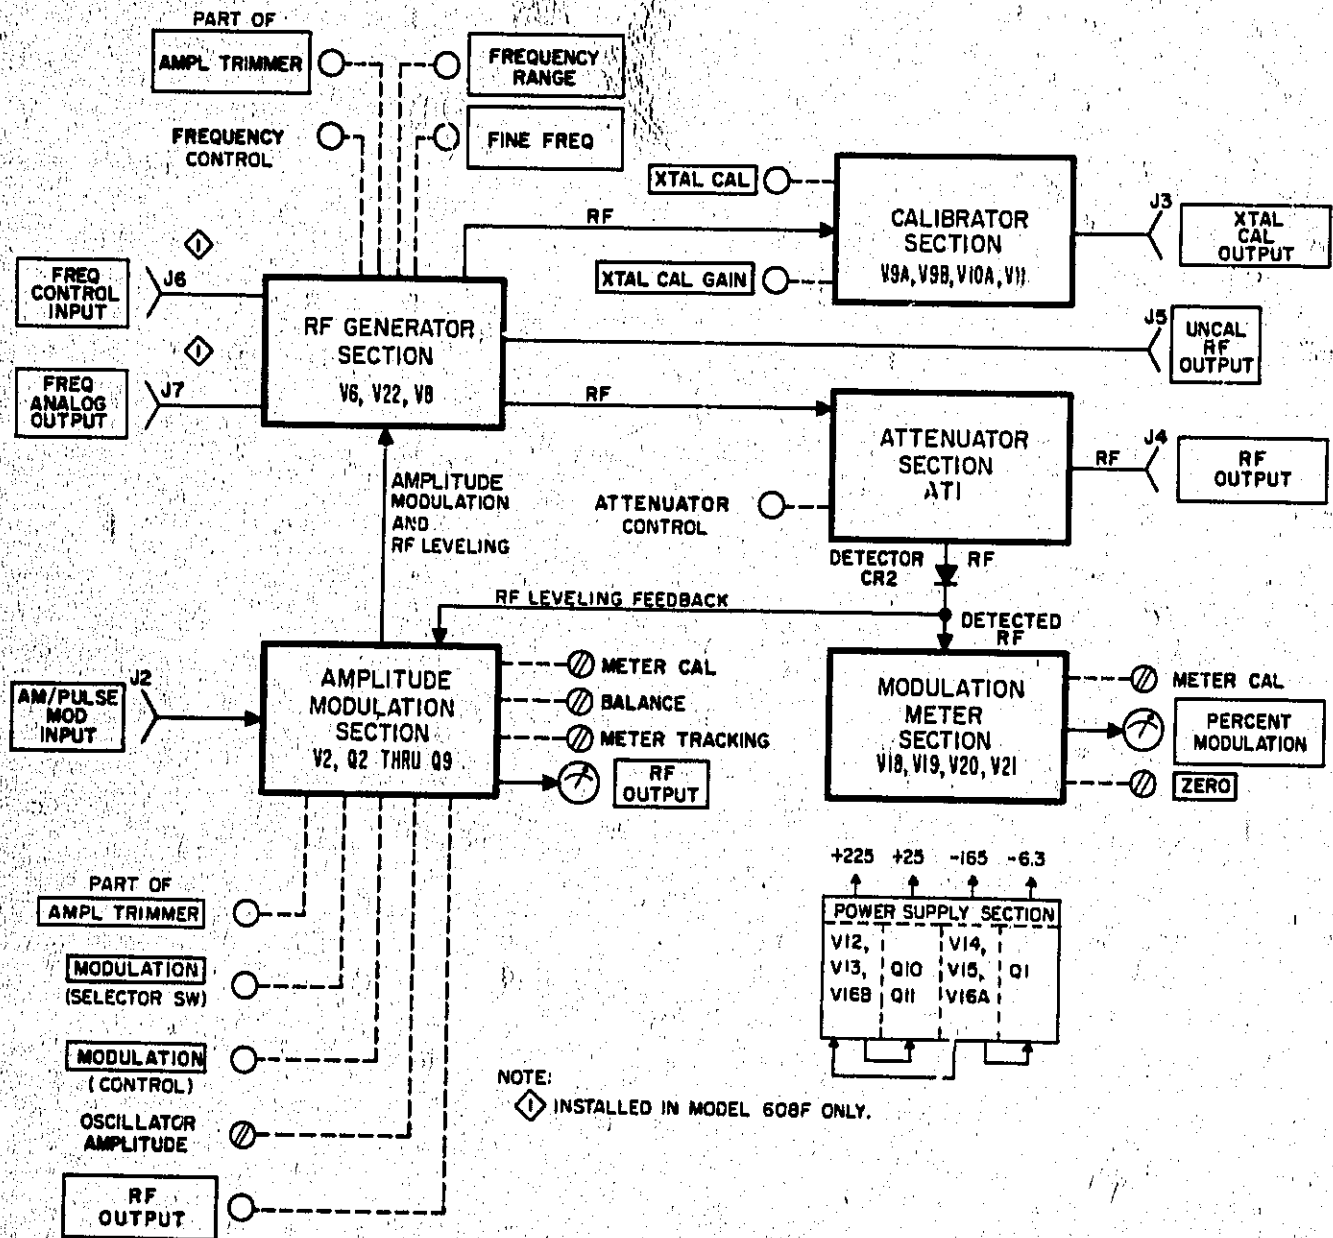 PART OF
AMPL TRIMMER
FREQUENCY
RANGE
FREQUENCY
CONTROL
FINE FREQ
XTAL CAL
RF
CALIBRATOR
SECTION
V9A, V9B, V10A, V11
J3
XTAL
CAL
OUTPUT
XTAL CAL GAIN
FREQ
CONTROL
INPUT
1
J6
RF GENERATOR
SECTION
V6, V22, V8
J5
UNCAL
RF
OUTPUT
1
FREQ
ANALOG
OUTPUT
J7
RF
ATTENUATOR
SECTION
AT1
RF
J4
RF
OUTPUT
AMPLITUDE
MODULATION
AND
RF LEVELING
ATTENUATOR
CONTROL
DETECTOR
CR2
RF
RF LEVELING FEEDBACK
DETECTED
RF
AM/PULSE
MOD
INPUT
J2
AMPLITUDE
MODULATION
SECTION
V2, Q2 THRU Q9
METER CAL
BALANCE
METER TRACKING
RF
OUTPUT
MODULATION
METER
SECTION
V18, V19, V20, V21
METER CAL
PERCENT
MODULATION
ZERO
+225 +25 -165 -6.3
POWER SUPPLY SECTION
V12,
V13,
V16B
Q10
Q11
V14,
V15,
V16A
Q1
PART OF
AMPL TRIMMER
MODULATION
(SELECTOR SW)
MODULATION
(CONTROL)
OSCILLATOR
AMPLITUDE
RF
OUTPUT
NOTE:
1 INSTALLED IN MODEL 608F ONLY.